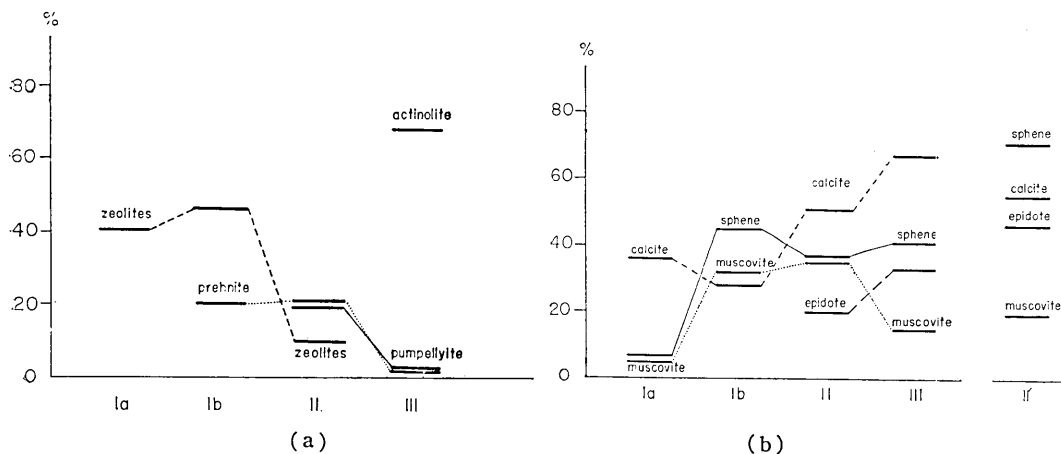 %
80
60
40
20
0
actinolite
zeolites
prehnite
zeolites
pumpellyite
Ia
Ib
II
III
(a)
%
80
60
40
20
0
calcite
sphene
muscovite
muscovite
calcite
epidote
sphene
muscovite
sphene
calcite
epidote
muscovite
Ia
Ib
II
III
(b)